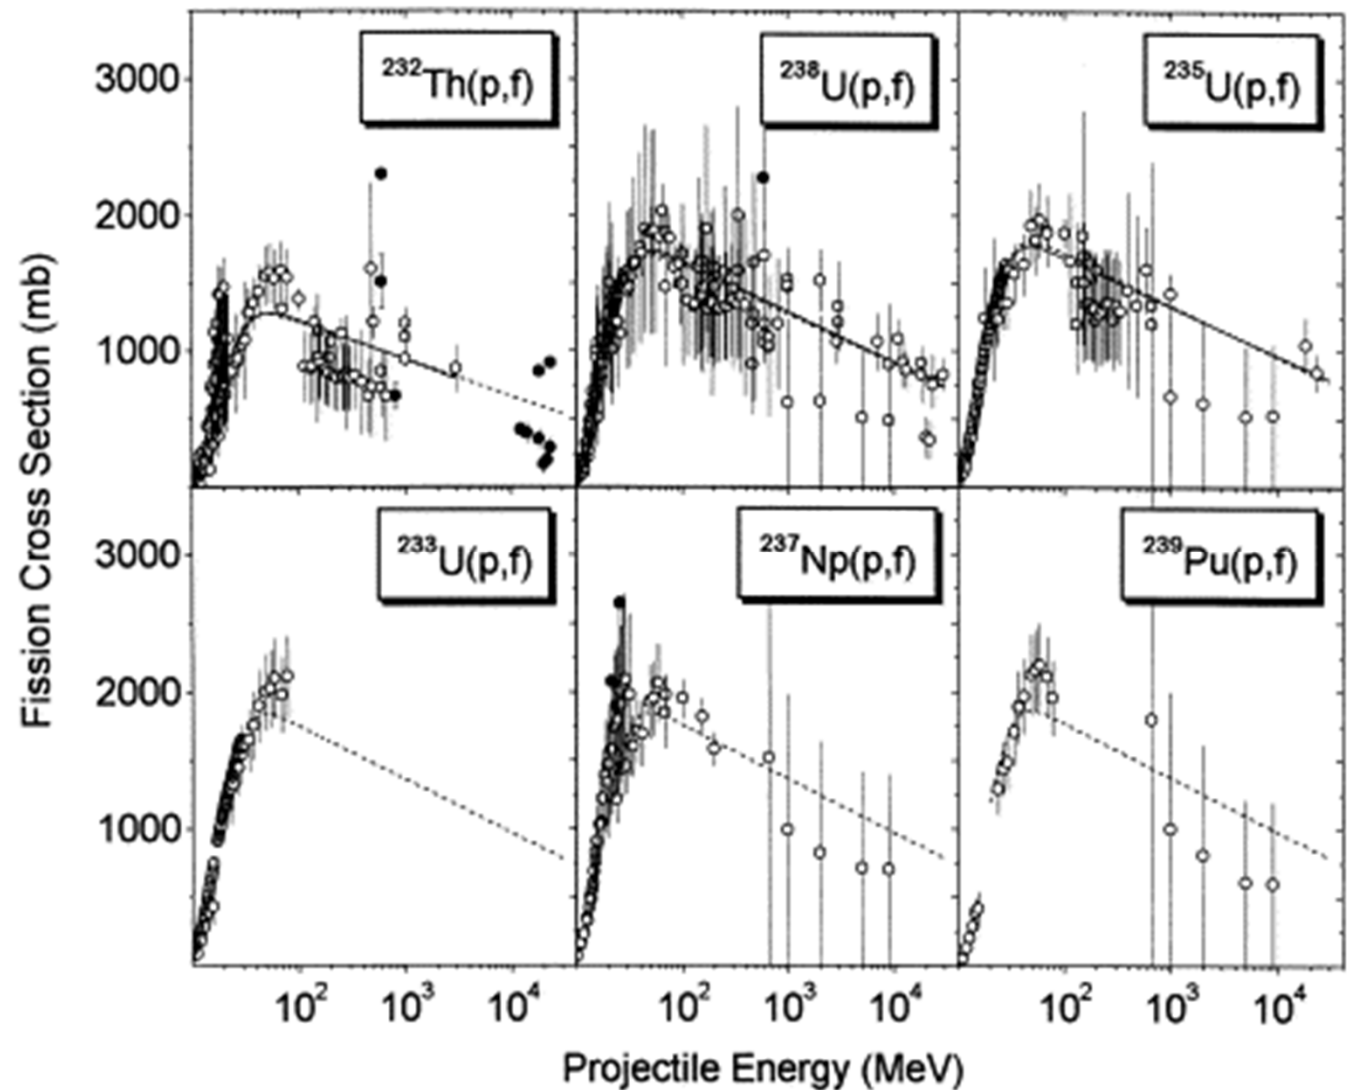 ²³²Th(p,f)
²³⁸U(p,f)
²³⁵U(p,f)
3000
2000
1000
²³³U(p,f)
²³⁷Np(p,f)
²³⁹Pu(p,f)
3000
2000
1000
Fission Cross Section (mb)
10² 10³ 10⁴ 10² 10³ 10⁴ 10² 10³ 10⁴
Projectile Energy (MeV)